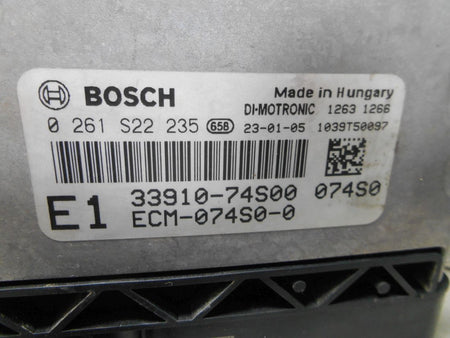 BOSCH
Made in Hungary
DI-MOTRONIC 1263 1266
0 261 S22 235 65B 23-01-05 1039T50097
E1
33910-74S00 074S0
ECM-074S0-0